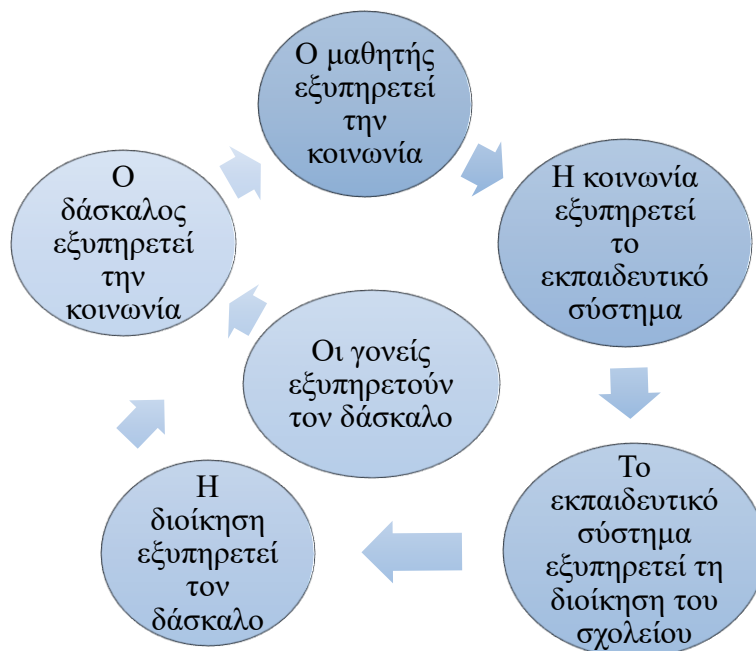 Ο μαθητής
εξυπηρετεί
την
κοινωνία
Η κοινωνία
εξυπηρετεί
το
εκπαιδευτικό
σύστημα
Το
εκπαιδευτικό
σύστημα
εξυπηρετεί τη
διοίκηση του
σχολείου
Η
διοίκηση
εξυπηρετεί
τον
δάσκαλο
Οι γονείς
εξυπηρετούν
τον δάσκαλο
Ο
δάσκαλος
εξυπηρετεί
την
κοινωνία